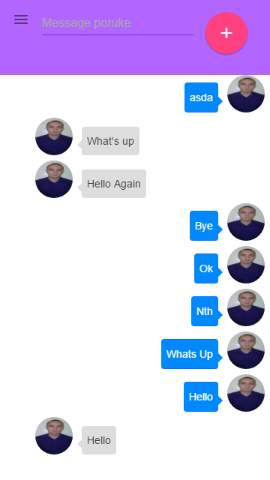 Message poruke
asda
What's up
Hello Again
Bye
Ok
Nth
Whats Up
Hello
Hello